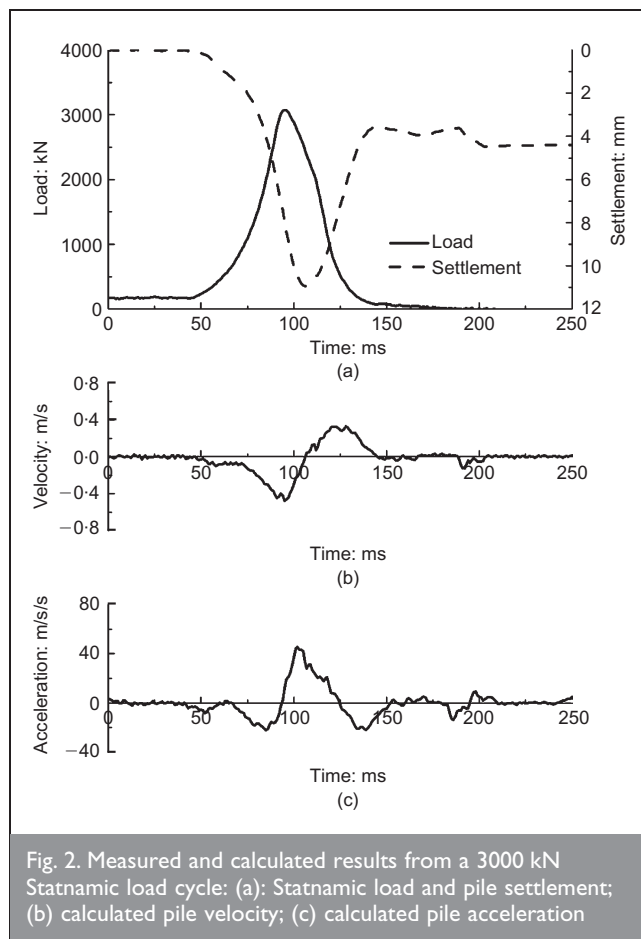 4000
3000
2000
1000
0
Load: kN
0
2
4
6
8
10
12
Settlement: mm
Load
Settlement
0 50 100 150 200 250
Time: ms
(a)
0·8
0·4
0·0
−0·4
−0·8
Velocity: m/s
0 50 100 150 200 250
Time: ms
(b)
80
40
0
−40
Acceleration: m/s/s
0 50 100 150 200 250
Time: ms
(c)
Fig. 2. Measured and calculated results from a 3000 kN
Statnamic load cycle: (a): Statnamic load and pile settlement;
(b) calculated pile velocity; (c) calculated pile acceleration